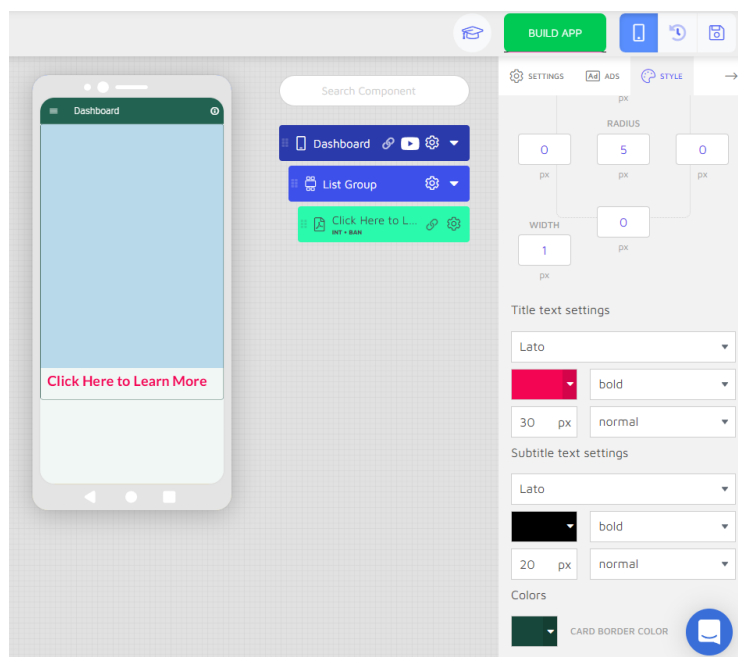 BUILD APP
SETTINGS
Ad ADS
STYLE
Search Component
Dashboard
Dashboard
List Group
Click Here to L...
INT + BAN
Click Here to Learn More
px
RADIUS
0 5 0
px px px
WIDTH
0
1
px
px
Title text settings
Lato
bold
30 px normal
Subtitle text settings
Lato
bold
20 px normal
Colors
CARD BORDER COLOR